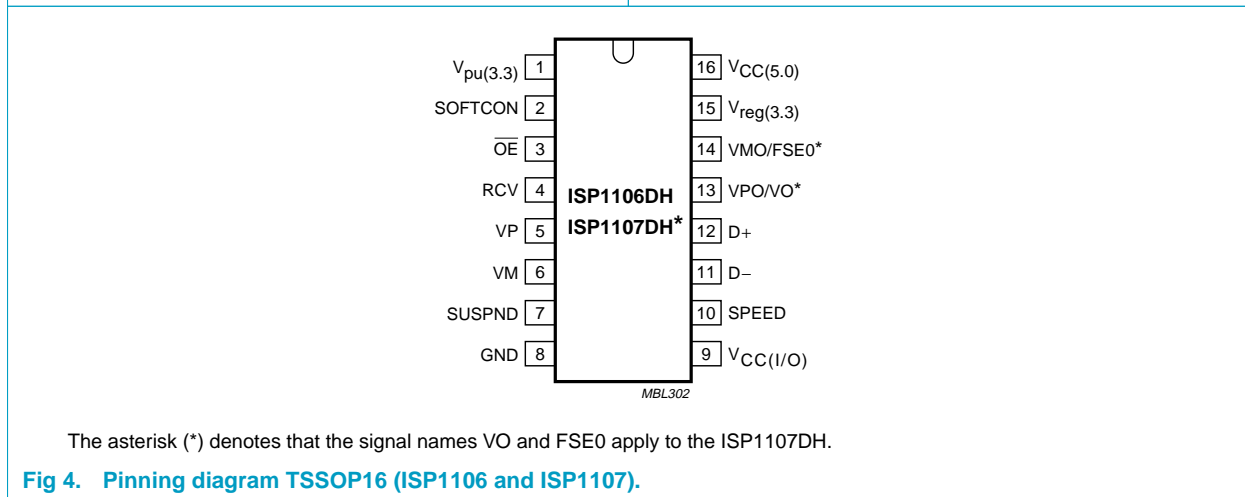 Vpu(3.3) 1
16 VCC(5.0)
SOFTCON 2
15 Vreg(3.3)
O̅E̅ 3
14 VMO/FSE0*
RCV 4
13 VPO/VO*
ISP1106DH
ISP1107DH*
VP 5
12 D+
VM 6
11 D−
SUSPND 7
10 SPEED
GND 8
9 VCC(I/O)
MBL302
The asterisk (*) denotes that the signal names VO and FSE0 apply to the ISP1107DH.
Fig 4. Pinning diagram TSSOP16 (ISP1106 and ISP1107).